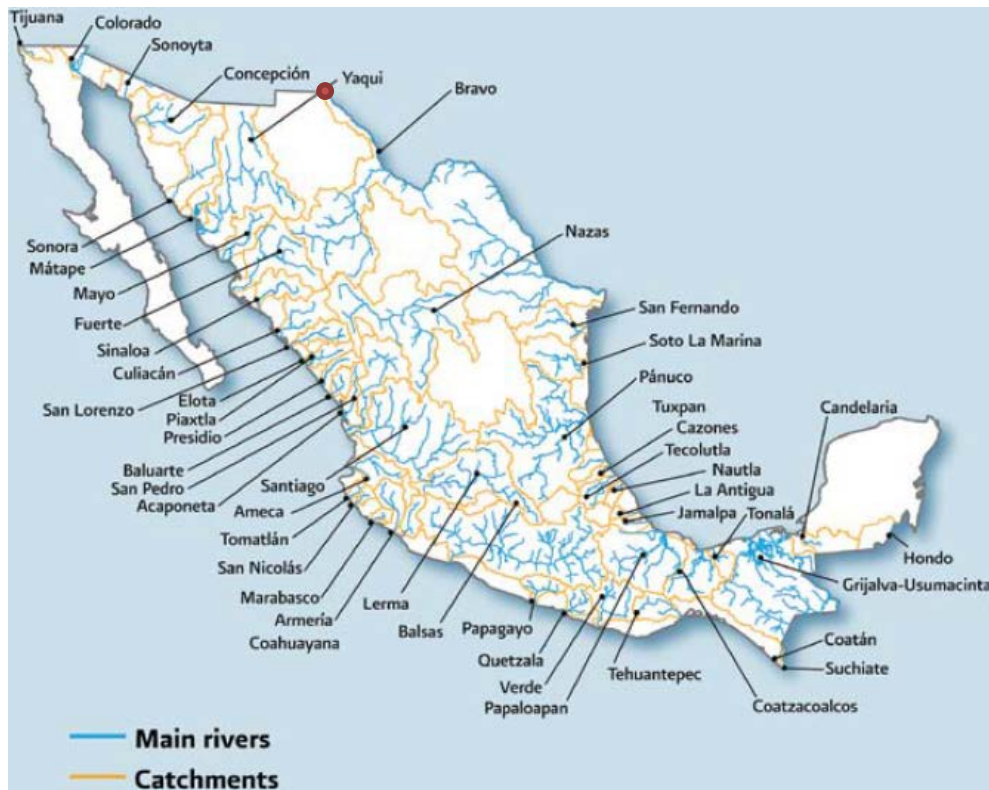 Tijuana
Colorado
Sonoyta
Concepción
Yaqui
Bravo
Nazas
Sonora
Mátape
Mayo
Fuerte
Sinaloa
Culiacán
San Lorenzo
Elota
Piaxtla
Presidio
Baluarte
San Pedro
Acaponeta
Santiago
Ameca
Tomatlán
San Nicolás
Marabasco
Armería
Coahuayana
Lerma
Balsas
Papagayo
Quetzala
Verde
Papaloapan
Tehuantepec
Coatzacoalcos
San Fernando
Soto La Marina
Pánuco
Tuxpan
Cazones
Tecolutla
Nautla
La Antigua
Jamalpa
Tonalá
Candelaria
Hondo
Grijalva-Usumacinta
Coatán
Suchiate
Main rivers
Catchments